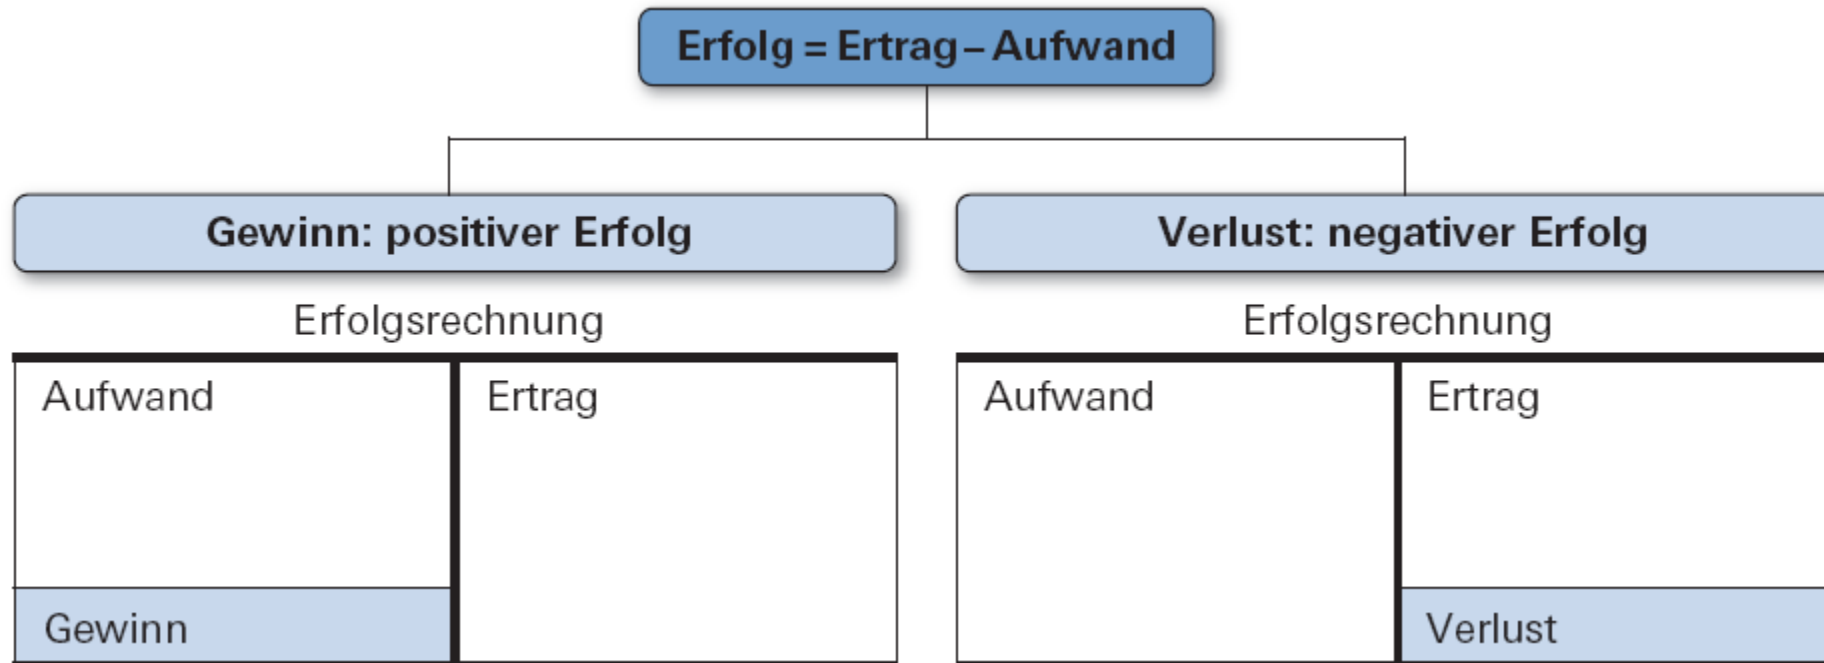 Erfolg = Ertrag – Aufwand
Gewinn: positiver Erfolg
Verlust: negativer Erfolg
Erfolgsrechnung
Erfolgsrechnung
Aufwand
Ertrag
Aufwand
Ertrag
Gewinn
Verlust